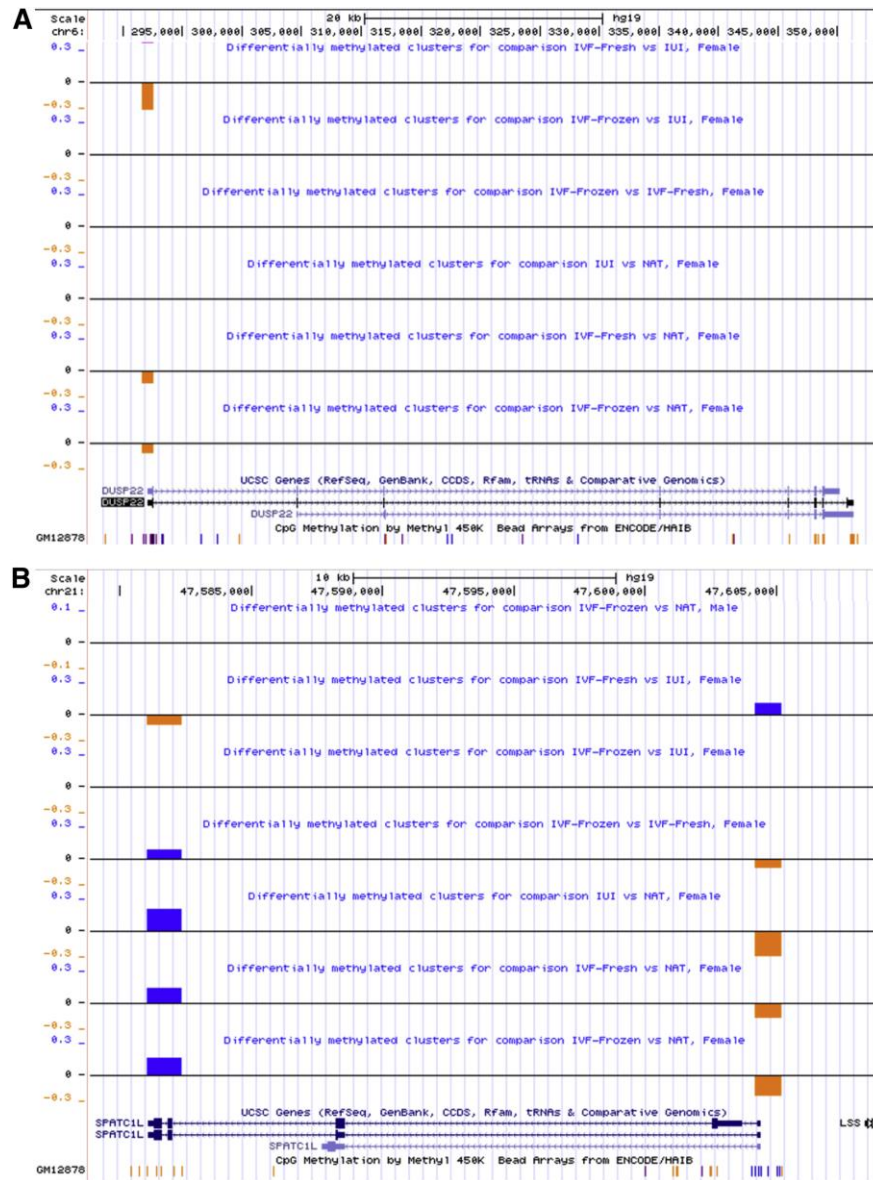 A
Scale 20 kb hg19
chr6: 295,000 300,000 305,000 310,000 315,000 320,000 325,000 330,000 335,000 340,000 345,000 350,000
0.3 _ Differentially methylated clusters for comparison IVF-Fresh vs IUI, Female
0 _
-0.3 _
0.3 _ Differentially methylated clusters for comparison IVF-Frozen vs IUI, Female
0 _
-0.3 _
0.3 _ Differentially methylated clusters for comparison IVF-Frozen vs IVF-Fresh, Female
0 _
-0.3 _
0.3 _ Differentially methylated clusters for comparison IUI vs NAT, Female
0 _
-0.3 _
0.3 _ Differentially methylated clusters for comparison IVF-Fresh vs NAT, Female
0 _
-0.3 _
0.3 _ Differentially methylated clusters for comparison IVF-Frozen vs NAT, Female
0 _
-0.3 _
UCSC Genes (RefSeq, GenBank, CCDS, Rfam, tRNAs & Comparative Genomics)
DUSP22
DUSP22
DUSP22
CpG Methylation by Methyl 450K Bead Arrays from ENCODE/HAIB
GM12878
B
Scale 10 kb hg19
chr21: 47,585,000 47,590,000 47,595,000 47,600,000 47,605,000
0.1 _ Differentially methylated clusters for comparison IVF-Frozen vs NAT, Male
0 _
-0.1 _
0.3 _ Differentially methylated clusters for comparison IVF-Fresh vs IUI, Female
0 _
-0.3 _
0.3 _ Differentially methylated clusters for comparison IVF-Frozen vs IUI, Female
0 _
-0.3 _
0.3 _ Differentially methylated clusters for comparison IVF-Frozen vs IVF-Fresh, Female
0 _
-0.3 _
0.3 _ Differentially methylated clusters for comparison IUI vs NAT, Female
0 _
-0.3 _
0.3 _ Differentially methylated clusters for comparison IVF-Fresh vs NAT, Female
0 _
-0.3 _
0.3 _ Differentially methylated clusters for comparison IVF-Frozen vs NAT, Female
0 _
-0.3 _
UCSC Genes (RefSeq, GenBank, CCDS, Rfam, tRNAs & Comparative Genomics)
SPATC1L LSS
SPATC1L
SPATC1L
CpG Methylation by Methyl 450K Bead Arrays from ENCODE/HAIB
GM12878